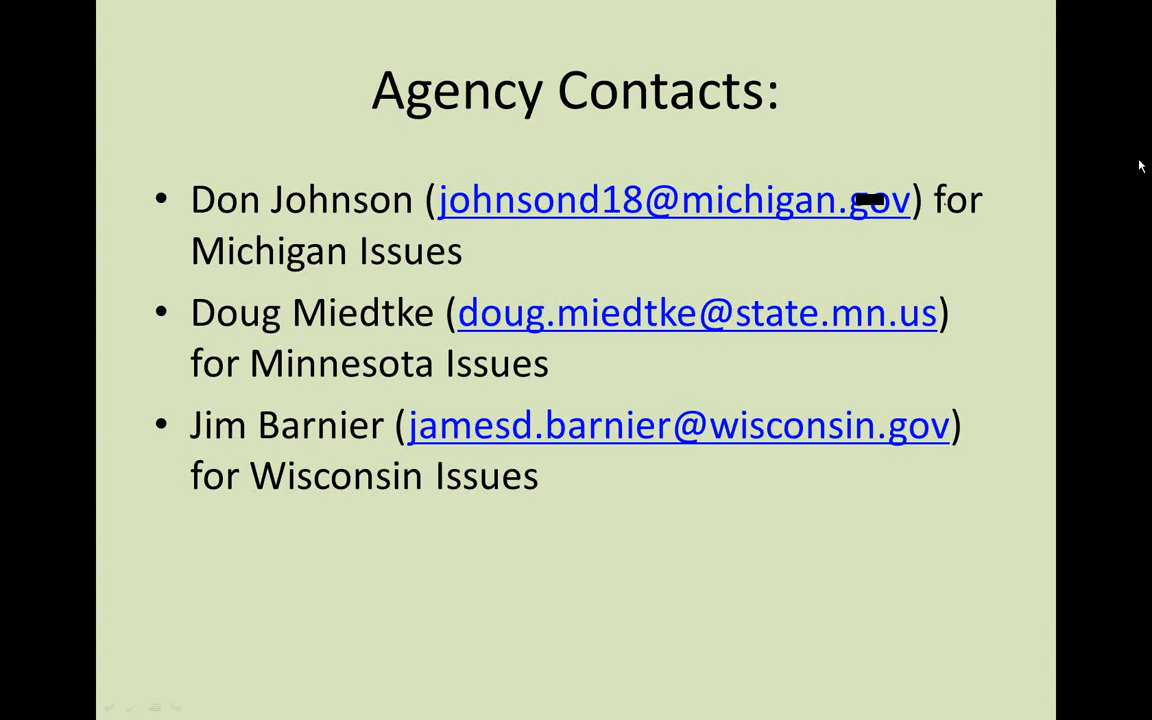 Agency Contacts:
• Don Johnson (johnsond18@michigan.gov) for
Michigan Issues
• Doug Miedtke (doug.miedtke@state.mn.us)
for Minnesota Issues
• Jim Barnier (jamesd.barnier@wisconsin.gov)
for Wisconsin Issues